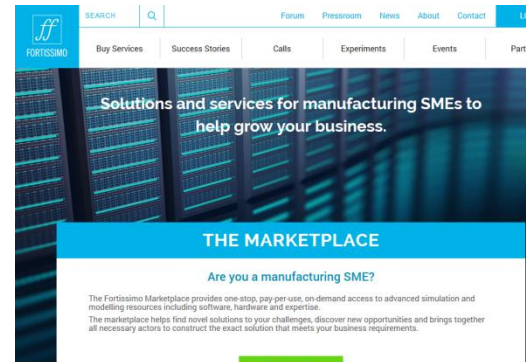 SEARCH
Forum Pressroom News About Contact
ff
FORTISSIMO
Buy Services Success Stories Calls Experiments Events
Solutions and services for manufacturing SMEs to
help grow your business.
THE MARKETPLACE
Are you a manufacturing SME?
The Fortissimo Marketplace provides one-stop, pay-per-use, on-demand access to advanced simulation and
modelling resources including software, hardware and expertise.
The marketplace helps find novel solutions to your challenges, discover new opportunities and brings together
all necessary actors to construct the exact solution that meets your business requirements.